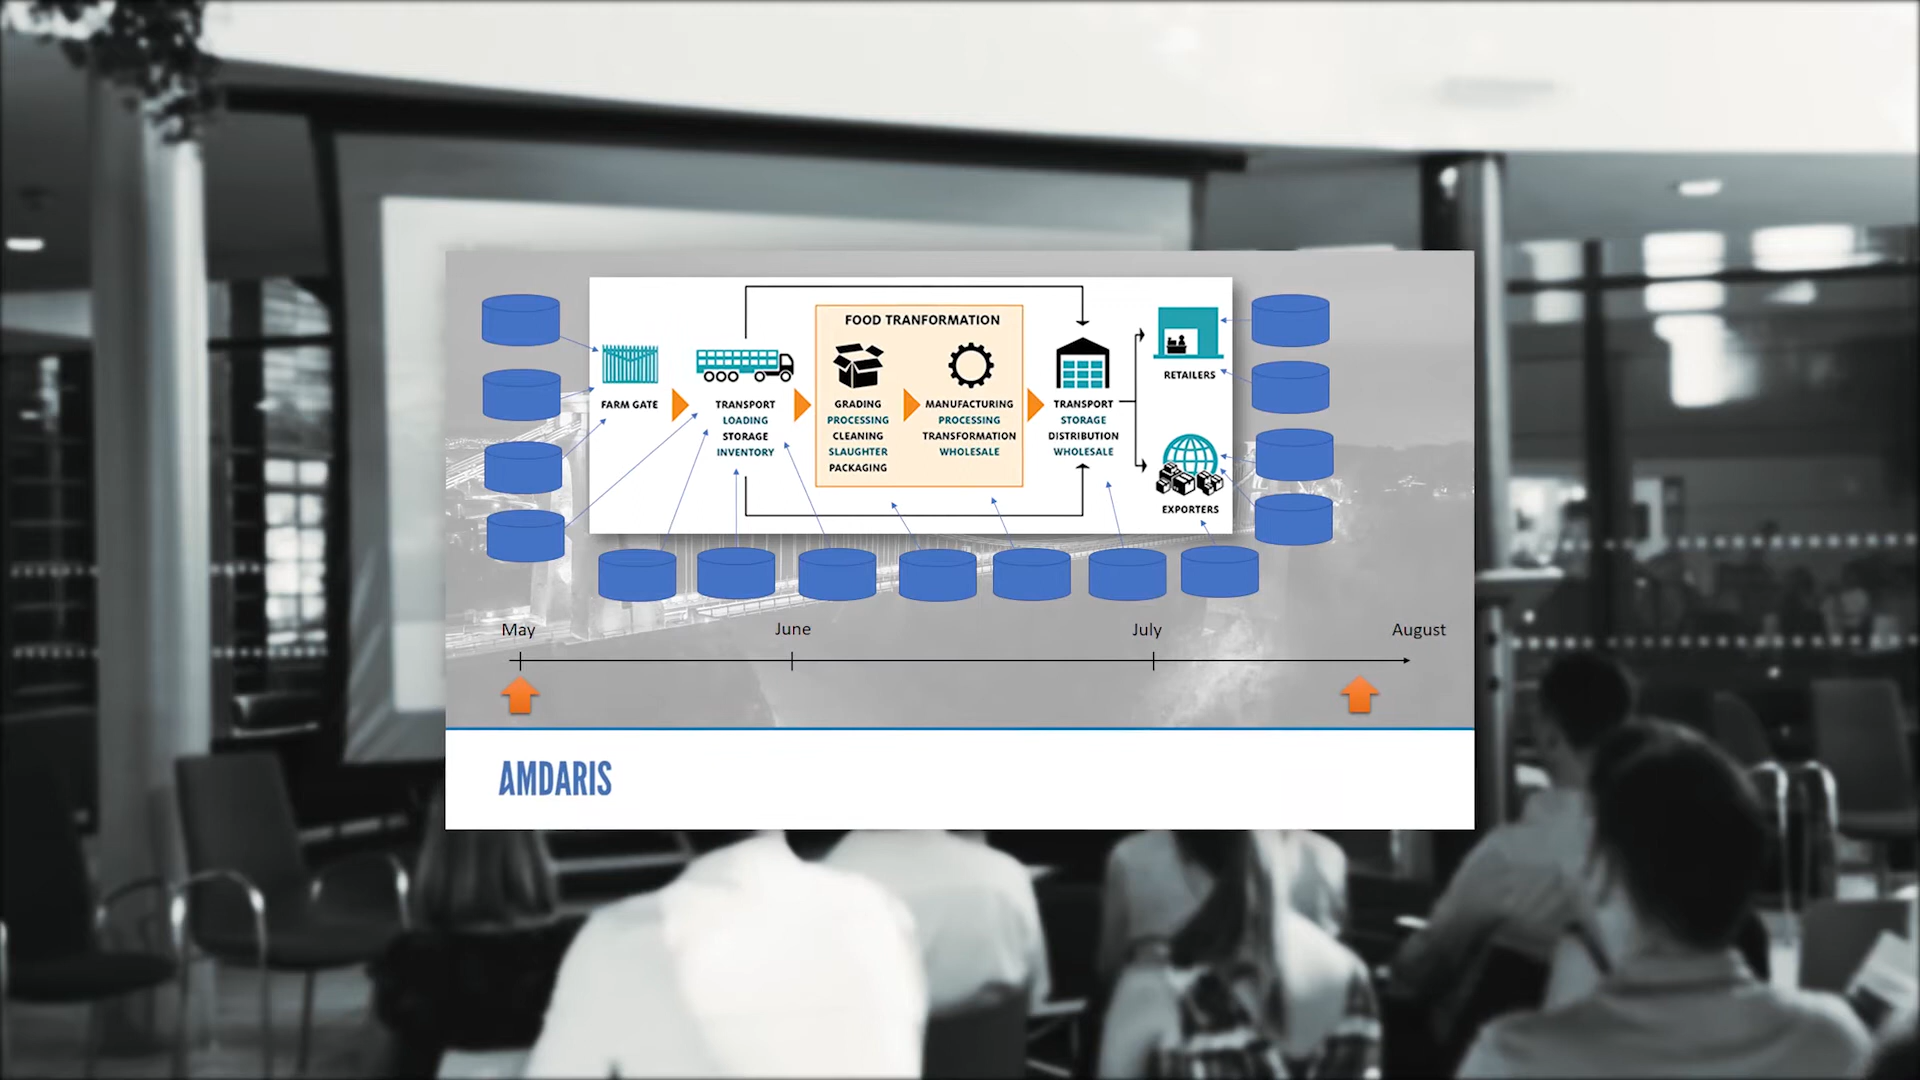 FOOD TRANFORMATION
FARM GATE
TRANSPORT
LOADING
STORAGE
INVENTORY
GRADING
PROCESSING
CLEANING
SLAUGHTER
PACKAGING
MANUFACTURING
PROCESSING
TRANSFORMATION
WHOLESALE
TRANSPORT
STORAGE
DISTRIBUTION
WHOLESALE
RETAILERS
EXPORTERS
May
June
July
August
AMDARIS